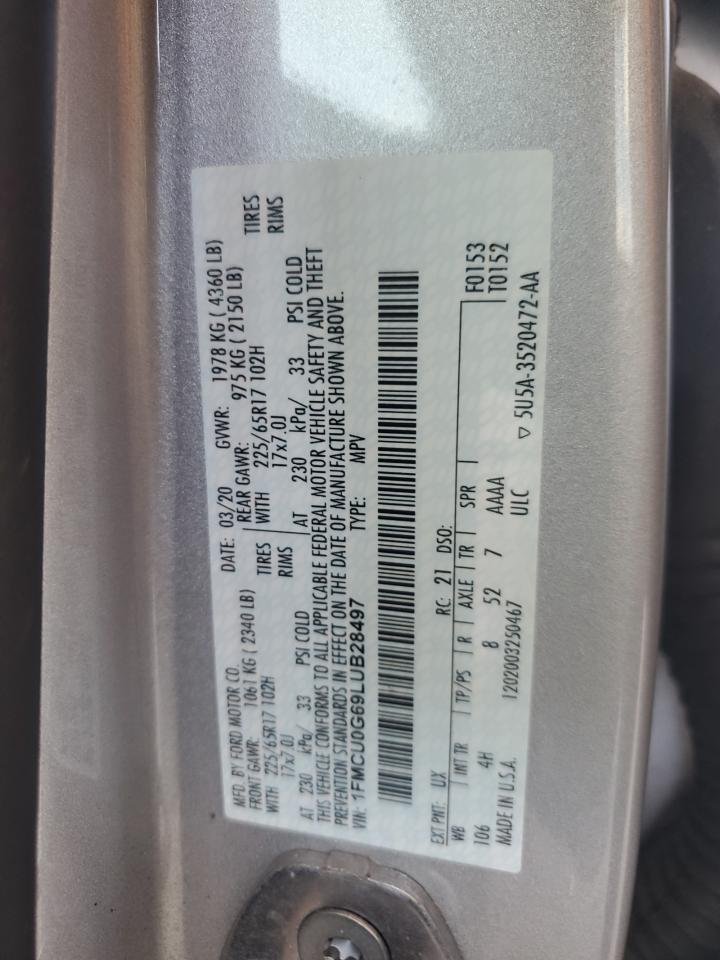 MFD. BY FORD MOTOR CO.
DATE: 03/20 GVWR: 1978 KG ( 4360 LB)
FRONT GAWR: 1061 KG ( 2340 LB)
REAR GAWR: 975 KG ( 2150 LB)
WITH 225/65R17 102H TIRES
WITH 225/65R17 102H TIRES
17x7.0J RIMS
17x7.0J RIMS
AT 230 kPa/ 33 PSI COLD
AT 230 kPa/ 33 PSI COLD
THIS VEHICLE CONFORMS TO ALL APPLICABLE FEDERAL MOTOR VEHICLE SAFETY AND THEFT
PREVENTION STANDARDS IN EFFECT ON THE DATE OF MANUFACTURE SHOWN ABOVE.
VIN: 1FMCU0G69LUB28497 TYPE: MPV
F0153
T0152
EXT PNT: UX RC: 21 DSO:
WB INT TR TP/PS R AXLE TR SPR
106 4H 8 52 7 AAAA
MADE IN U.S.A. 1202003250467 ULC
▽ 5U5A-3520472-AA